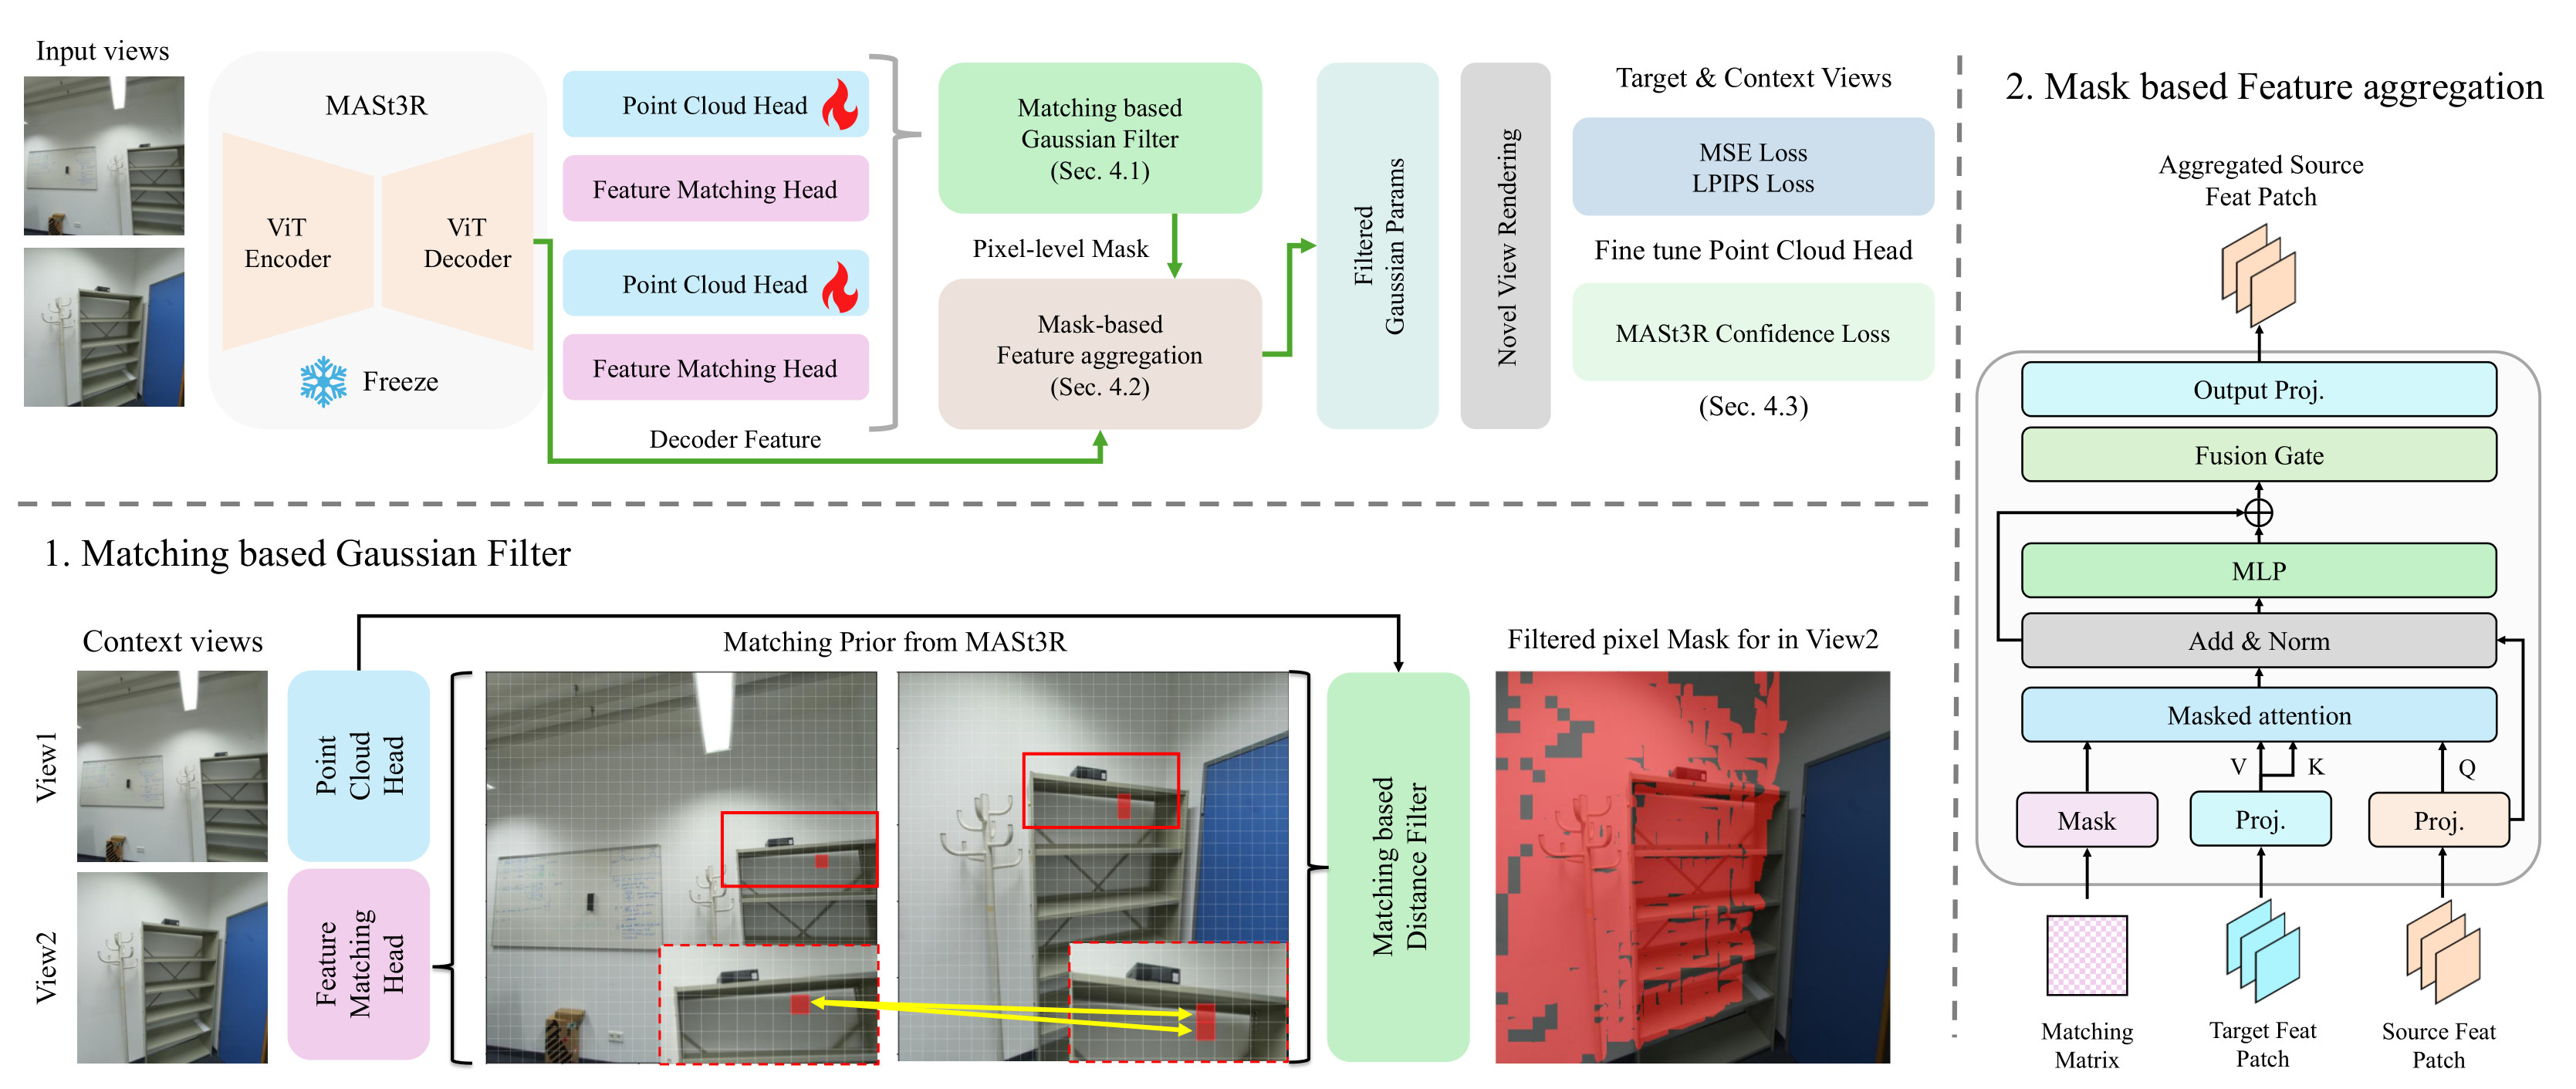 Input views
MASt3R
ViT
Encoder
ViT
Decoder
Freeze
Point Cloud Head
Feature Matching Head
Point Cloud Head
Feature Matching Head
Decoder Feature
Matching based
Gaussian Filter
(Sec. 4.1)
Pixel-level Mask
Mask-based
Feature aggregation
(Sec. 4.2)
Filtered
Gaussian Params
Novel View Rendering
Target & Context Views
MSE Loss
LPIPS Loss
Fine tune Point Cloud Head
MASt3R Confidence Loss
(Sec. 4.3)
1. Matching based Gaussian Filter
Context views
View1
View2
Point
Cloud
Head
Feature
Matching
Head
Matching Prior from MASt3R
Matching based
Distance Filter
Filtered pixel Mask for in View2
2. Mask based Feature aggregation
Aggregated Source
Feat Patch
Output Proj.
Fusion Gate
MLP
Add & Norm
Masked attention
V
K
Q
Mask
Proj.
Proj.
Matching
Matrix
Target Feat
Patch
Source Feat
Patch